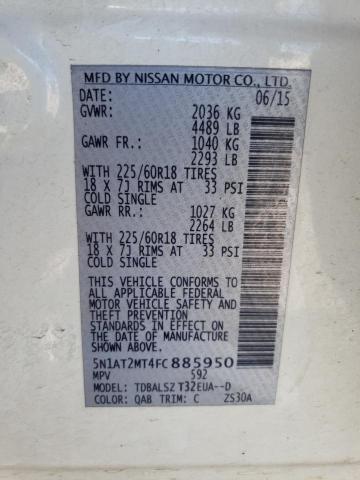 MFD BY NISSAN MOTOR CO., LTD.
DATE: 06/15
GVWR: 2036 KG
4489 LB
GAWR FR.: 1040 KG
2293 LB
WITH 225/60R18 TIRES
18 X 7J RIMS AT 33 PSI
COLD SINGLE
GAWR RR.: 1027 KG
2264 LB
WITH 225/60R18 TIRES
18 X 7J RIMS AT 33 PSI
COLD SINGLE
THIS VEHICLE CONFORMS TO
ALL APPLICABLE FEDERAL
MOTOR VEHICLE SAFETY AND
THEFT PREVENTION
STANDARDS IN EFFECT ON
THE DATE OF MANUFACTURE
SHOWN ABOVE.
5N1AT2MT4FC885950
MPV 592
MODEL: TDBALSZ T32EUA--D
COLOR: QAB TRIM: C ZS30A